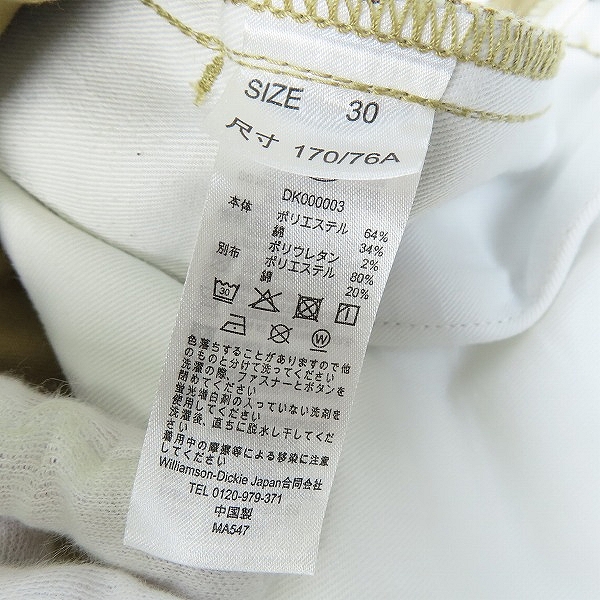 SIZE 30
尺寸 170/76A
DK000003
本体 ポリエステル 64%
綿 34%
ポリウレタン 2%
別布 ポリエステル 80%
綿 20%
30
W
色落ちすることがありますので他
のものと分けて洗ってください
洗濯の際、ファスナーとボタンを
閉めてください
蛍光増白剤の入っていない洗剤を
使用してください
洗濯後、直ちに脱水し干してくだ
さい
着用中の摩擦等による移染に注意
してください
Williamson-Dickie Japan合同会社
TEL 0120-979-371
中国製
MA547